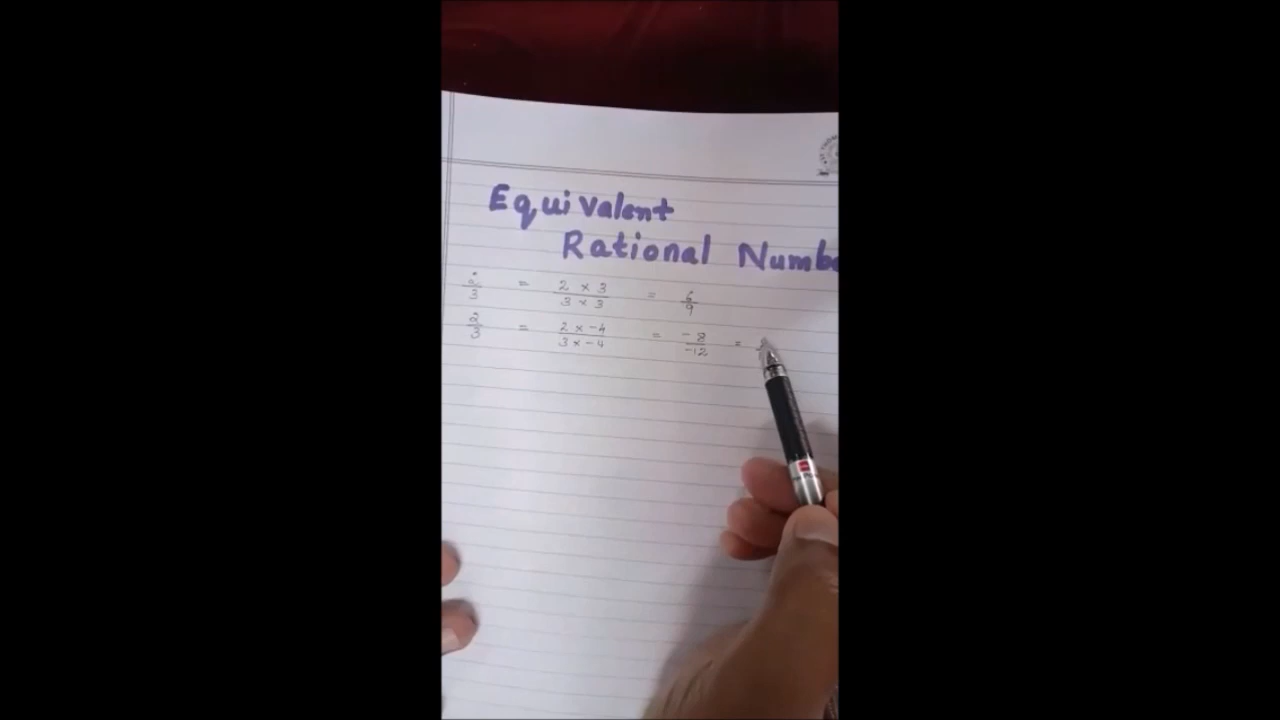 Equivalent
Rational Numbe
2/3 = 2 x 3 / 3 x 3 = 6/9
2/3 = 2 x -4 / 3 x -4 = -8/-12 =